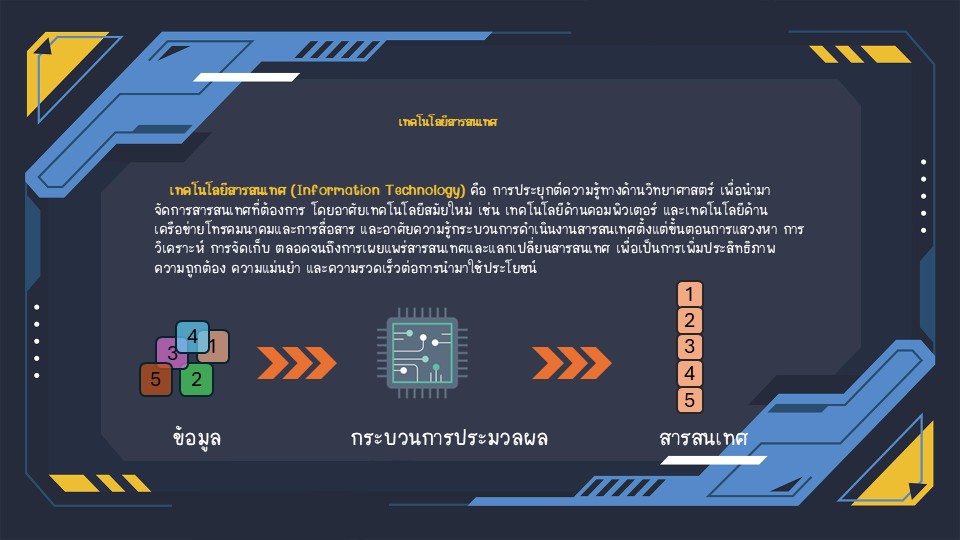 เทคโนโลยีสารสนเทศ
เทคโนโลยีสารสนเทศ (Information Technology) คือ การประยุกต์ความรู้ทางด้านวิทยาศาสตร์ เพื่อนำมา
จัดการสารสนเทศที่ต้องการ โดยอาศัยเทคโนโลยีสมัยใหม่ เช่น เทคโนโลยีด้านคอมพิวเตอร์ และเทคโนโลยีด้าน
เครือข่ายโทรคมนาคมและการสื่อสาร และอาศัยความรู้กระบวนการดำเนินงานสารสนเทศตั้งแต่ขั้นตอนการแสวงหา การ
วิเคราะห์ การจัดเก็บ ตลอดจนถึงการเผยแพร่สารสนเทศและแลกเปลี่ยนสารสนเทศ เพื่อเป็นการเพิ่มประสิทธิภาพ
ความถูกต้อง ความแม่นยำ และความรวดเร็วต่อการนำมาใช้ประโยชน์
4
3
1
5
2
1
2
3
4
5
ข้อมูล
กระบวนการประมวลผล
สารสนเทศ